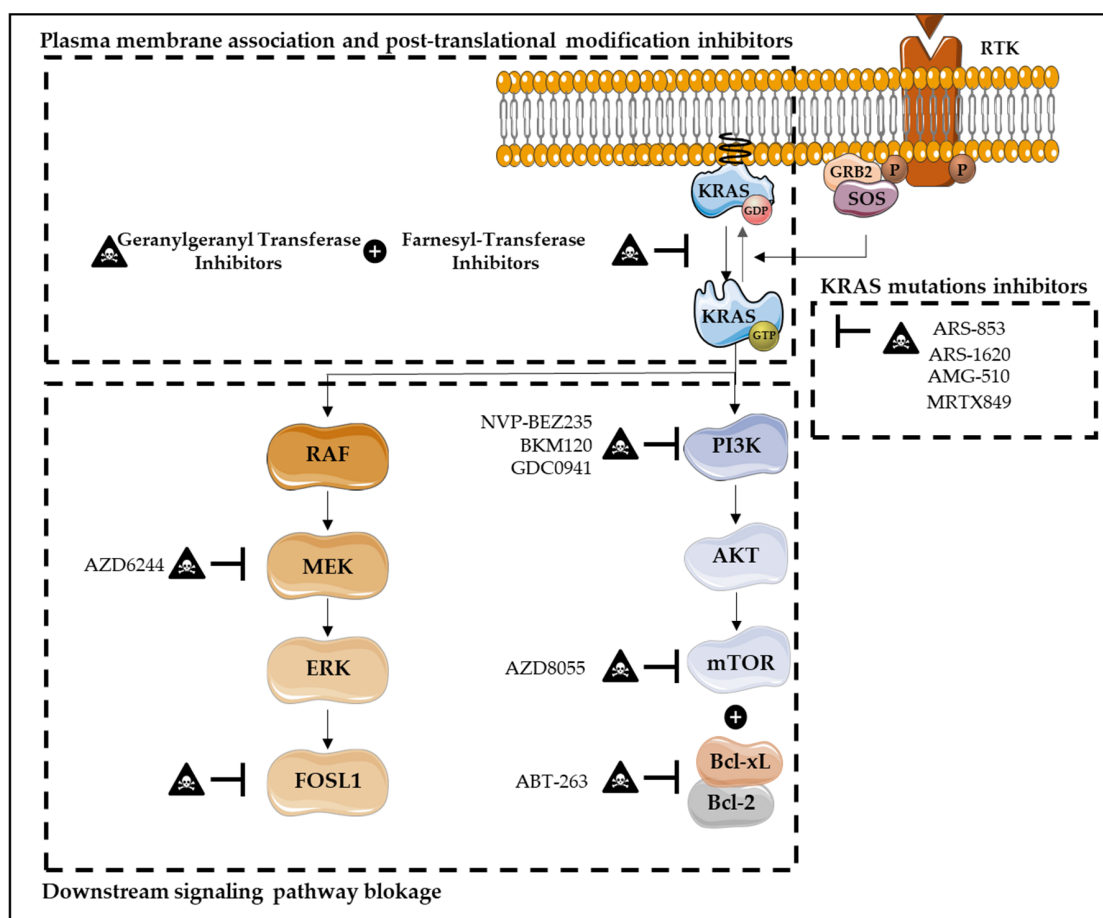 Plasma membrane association and post-translational modification inhibitors
RTK
KRAS
GDP
GRB2
P
P
SOS
Geranylgeranyl Transferase
Inhibitors
+
Farnesyl-Transferase
Inhibitors
KRAS
GTP
KRAS mutations inhibitors
ARS-853
ARS-1620
AMG-510
MRTX849
RAF
NVP-BEZ235
BKM120
GDC0941
PI3K
AZD6244
MEK
AKT
ERK
AZD8055
mTOR
+
FOSL1
ABT-263
Bcl-xL
Bcl-2
Downstream signaling pathway blokage